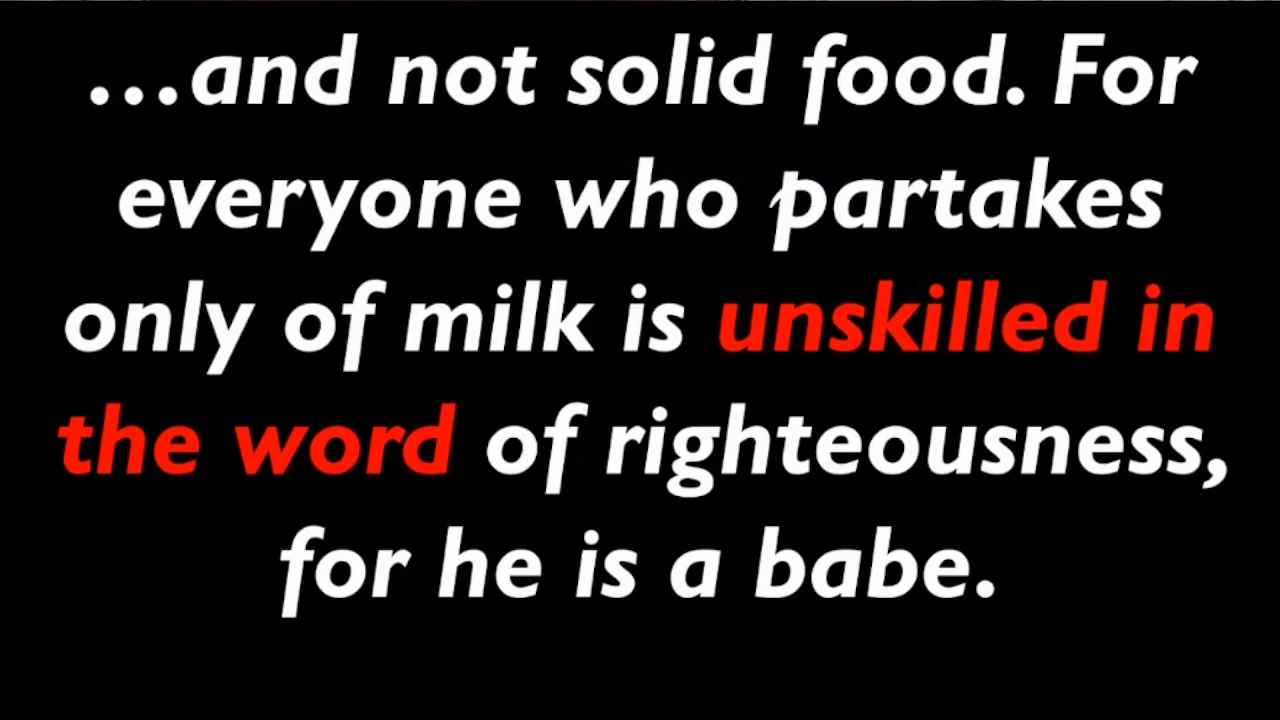 …and not solid food. For
everyone who partakes
only of milk is unskilled in
the word of righteousness,
for he is a babe.